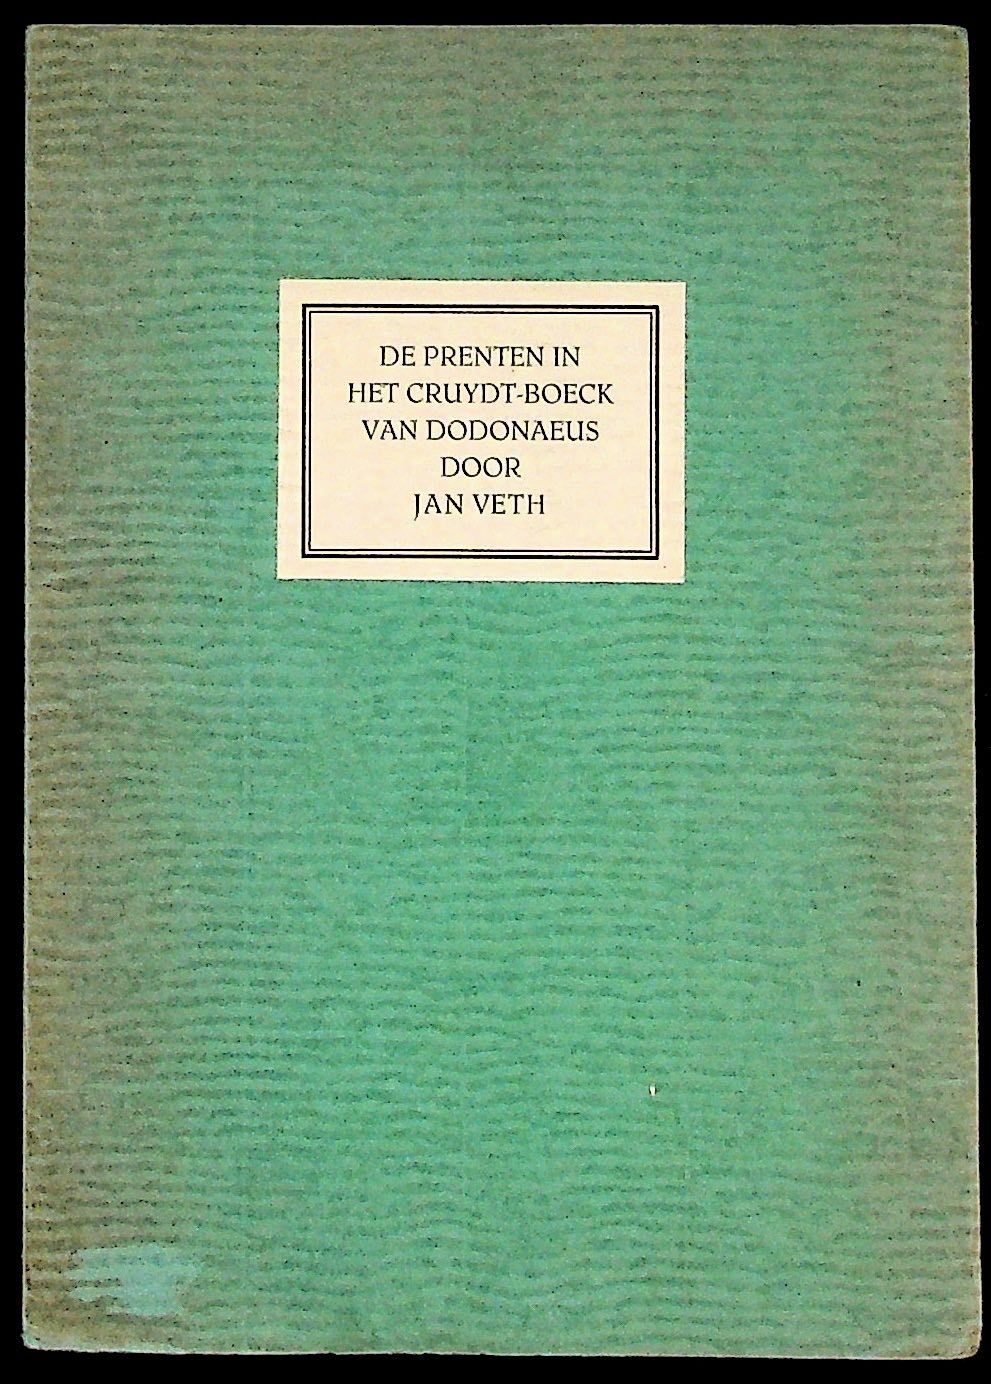 DE PRENTEN IN
HET CRUYDT-BOECK
VAN DODONAEUS
DOOR
JAN VETH